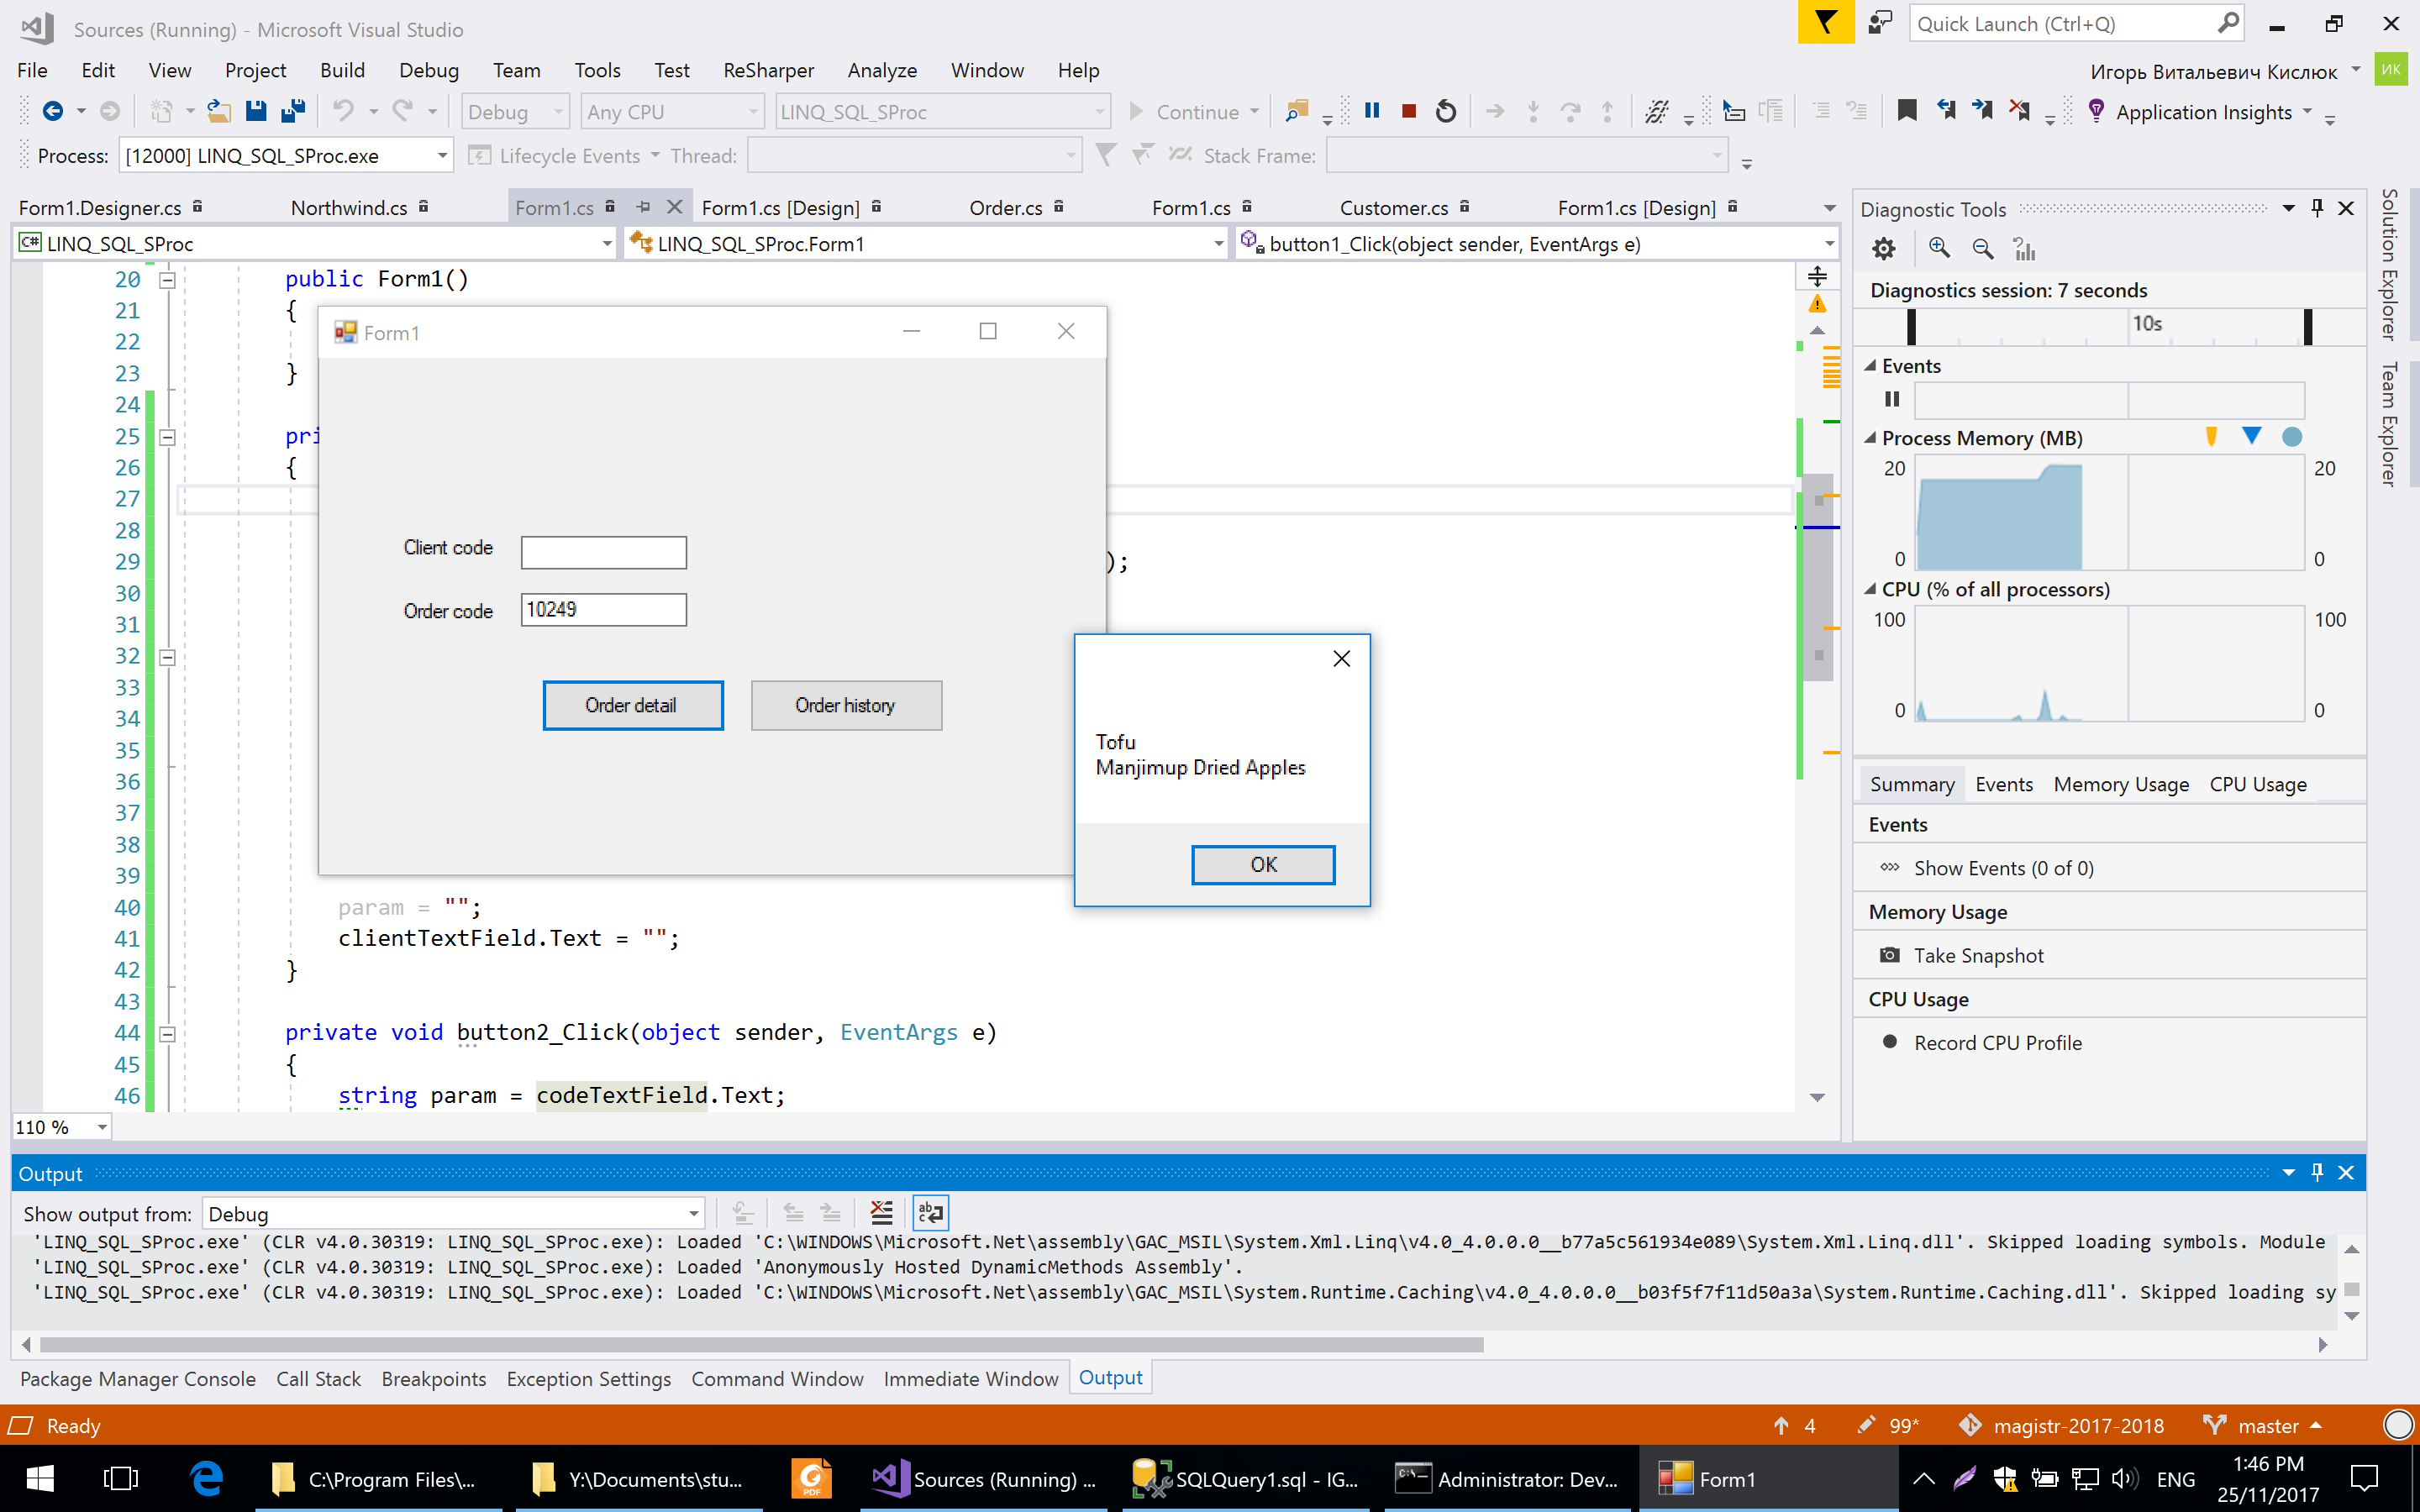 Sources (Running) - Microsoft Visual Studio
Quick Launch (Ctrl+Q)
File Edit View Project Build Debug Team Tools Test ReSharper Analyze Window Help
Игорь Витальевич Кислюк ИК
Debug Any CPU LINQ_SQL_SProc Continue Application Insights
Process: [12000] LINQ_SQL_SProc.exe Lifecycle Events Thread: Stack Frame:
Form1.Designer.cs Northwind.cs Form1.cs Form1.cs [Design] Order.cs Form1.cs Customer.cs Form1.cs [Design]
C# LINQ_SQL_SProc LINQ_SQL_SProc.Form1 button1_Click(object sender, EventArgs e)
20 public Form1()
21 {
22
23 }
24
25 pri
26 {
27
28
29 );
30
31
32
33
34
35
36
37
38
39
40 param = "";
41 clientTextField.Text = "";
42 }
43
44 private void button2_Click(object sender, EventArgs e)
45 {
46 string param = codeTextField.Text;
110 %
Form1
Client code
Order code 10249
Order detail Order history
Tofu
Manjimup Dried Apples
OK
Diagnostic Tools
Diagnostics session: 7 seconds
10s
Events
Process Memory (MB)
20 20
0 0
CPU (% of all processors)
100 100
0 0
Summary Events Memory Usage CPU Usage
Events
Show Events (0 of 0)
Memory Usage
Take Snapshot
CPU Usage
Record CPU Profile
Solution Explorer
Team Explorer
Output
Show output from: Debug
'LINQ_SQL_SProc.exe' (CLR v4.0.30319: LINQ_SQL_SProc.exe): Loaded 'C:\WINDOWS\Microsoft.Net\assembly\GAC_MSIL\System.Xml.Linq\v4.0_4.0.0.0__b77a5c561934e089\System.Xml.Linq.dll'. Skipped loading symbols. Module
'LINQ_SQL_SProc.exe' (CLR v4.0.30319: LINQ_SQL_SProc.exe): Loaded 'Anonymously Hosted DynamicMethods Assembly'.
'LINQ_SQL_SProc.exe' (CLR v4.0.30319: LINQ_SQL_SProc.exe): Loaded 'C:\WINDOWS\Microsoft.Net\assembly\GAC_MSIL\System.Runtime.Caching\v4.0_4.0.0.0__b03f5f7f11d50a3a\System.Runtime.Caching.dll'. Skipped loading sy
Package Manager Console Call Stack Breakpoints Exception Settings Command Window Immediate Window Output
Ready 4 99* magistr-2017-2018 master
C:\Program Files\... Y:\Documents\stu... PDF Sources (Running) ... SQLQuery1.sql - IG... Administrator: Dev... Form1 ENG 1:46 PM
25/11/2017